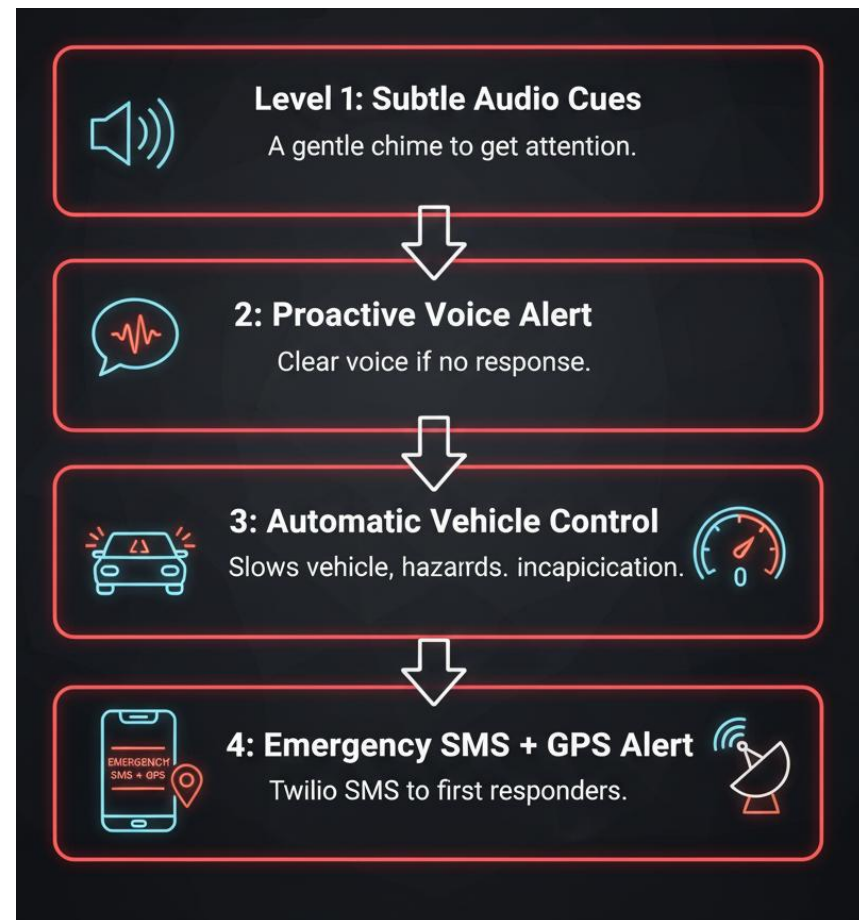 Level 1: Subtle Audio Cues
A gentle chime to get attention.
2: Proactive Voice Alert
Clear voice if no response.
3: Automatic Vehicle Control
Slows vehicle, hazarrds. incapicication.
0
4: Emergency SMS + GPS Alert
EMERGENCY
SMS + GPS
Twilio SMS to first responders.